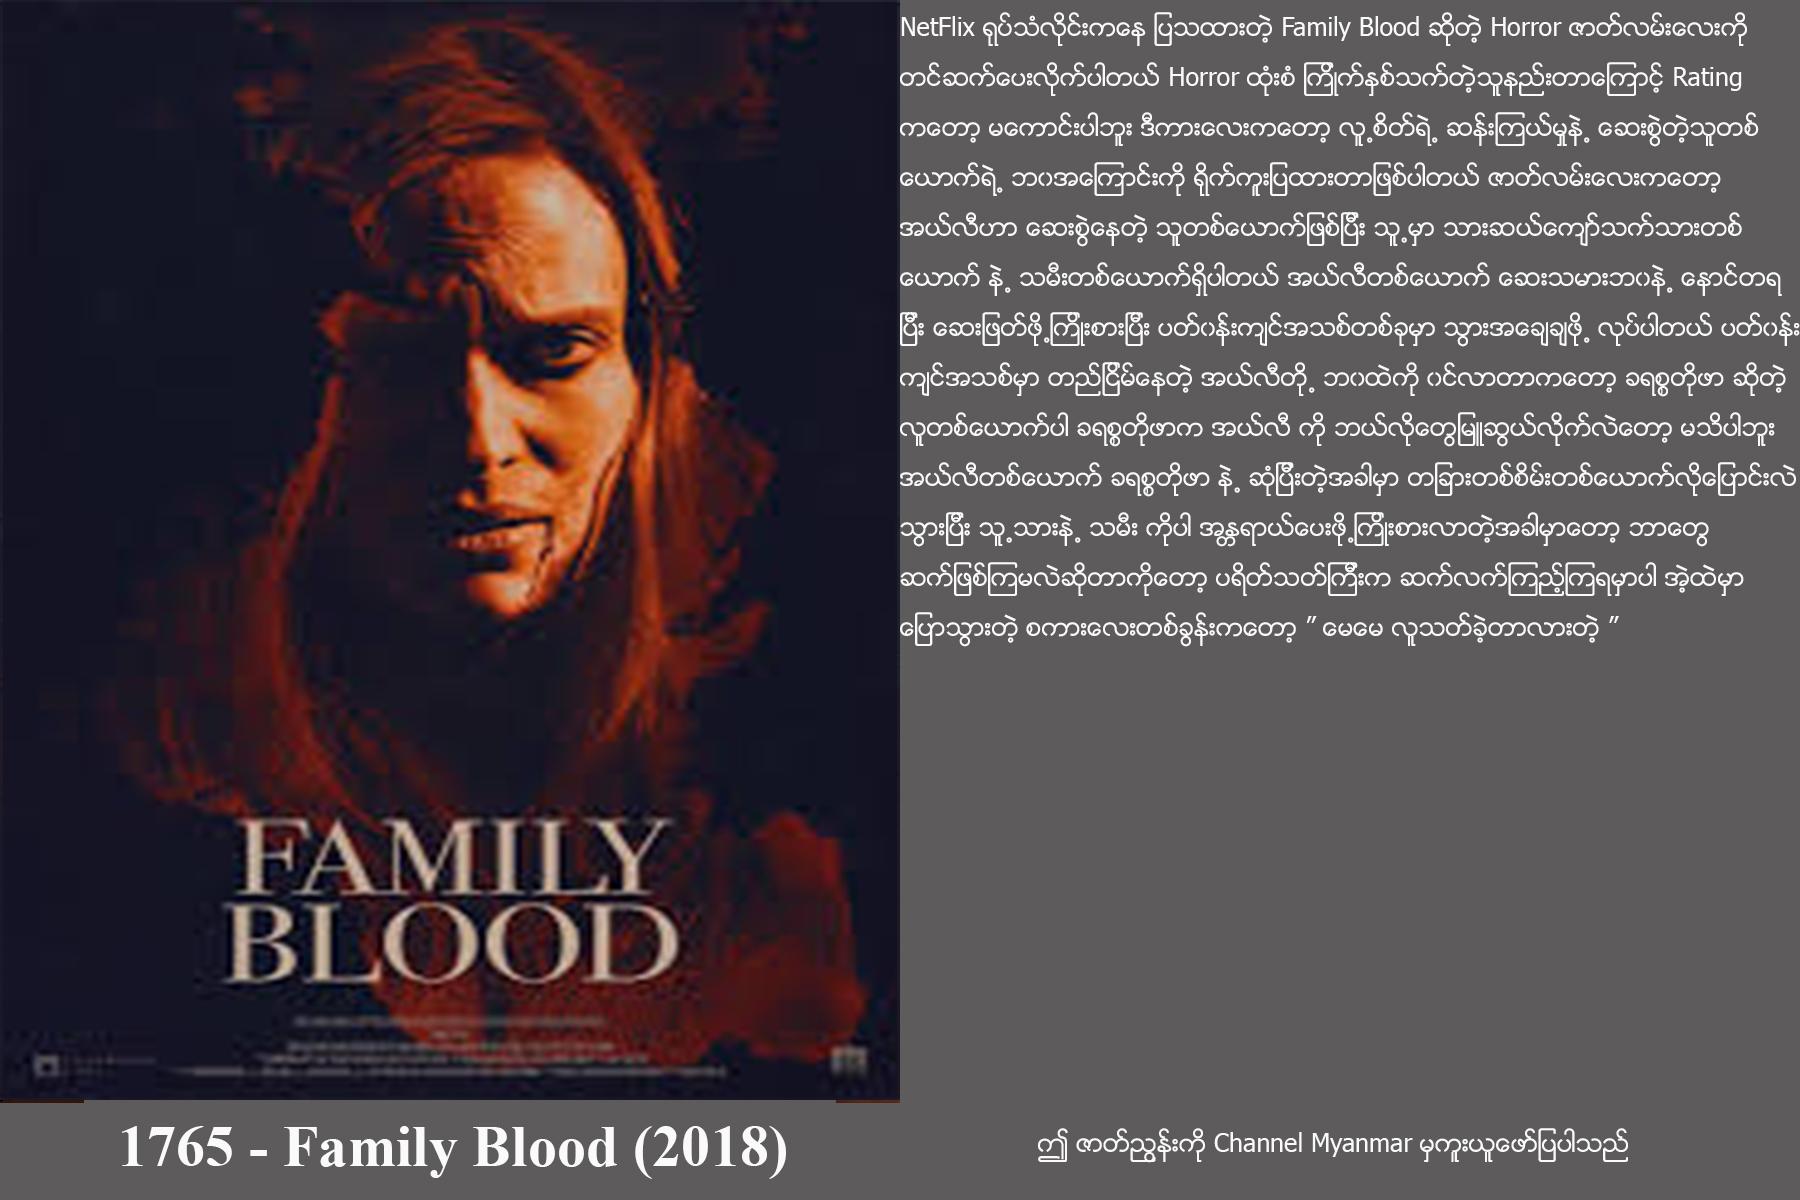 NetFlix ရုပ်သံလိုင်းကနေ ပြသထားတဲ့ Family Blood ဆိုတဲ့ Horror ဇာတ်လမ်းလေးကို
တင်ဆက်ပေးလိုက်ပါတယ် Horror ထုံးစံ ကြိုက်နှစ်သက်တဲ့သူနည်းတာကြောင့် Rating
ကတော့ မကောင်းပါဘူး ဒီကားလေးကတော့ လူ့စိတ်ရဲ့ ဆန်းကြယ်မှုနဲ့ ဆေးစွဲတဲ့သူတစ်
ယောက်ရဲ့ ဘ၀အကြောင်းကို ရိုက်ကူးပြထားတာဖြစ်ပါတယ် ဇာတ်လမ်းလေးကတော့
အယ်လီဟာ ဆေးစွဲနေတဲ့ သူတစ်ယောက်ဖြစ်ပြီး သူ့မှာ သားဆယ်ကျော်သက်သားတစ်
ယောက် နဲ့ သမီးတစ်ယောက်ရှိပါတယ် အယ်လီတစ်ယောက် ဆေးသမားဘ၀နဲ့ နောင်တရ
ပြီး ဆေးဖြတ်ဖို့ကြိုးစားပြီး ပတ်၀န်းကျင်အသစ်တစ်ခုမှာ သွားအခြေချဖို့ လုပ်ပါတယ် ပတ်၀န်း
ကျင်အသစ်မှာ တည်ငြိမ်နေတဲ့ အယ်လီတို့ ဘ၀ထဲကို ၀င်လာတာကတော့ ခရစ္စတိုဖာ ဆိုတဲ့
လူတစ်ယောက်ပါ ခရစ္စတိုဖာက အယ်လီ ကို ဘယ်လိုတွေမြူဆွယ်လိုက်လဲတော့ မသိပါဘူး
အယ်လီတစ်ယောက် ခရစ္စတိုဖာ နဲ့ ဆုံပြီးတဲ့အခါမှာ တခြားတစ်စိမ်းတစ်ယောက်လိုပြောင်းလဲ
သွားပြီး သူ့သားနဲ့ သမီး ကိုပါ အန္တရာယ်ပေးဖို့ကြိုးစားလာတဲ့အခါမှာတော့ ဘာတွေ
ဆက်ဖြစ်ကြမလဲဆိုတာကိုတော့ ပရိတ်သတ်ကြီးက ဆက်လက်ကြည့်ကြရမှာပါ အဲ့ထဲမှာ
ပြောသွားတဲ့ စကားလေးတစ်ခွန်းကတော့ ” မေမေ လူသတ်ခဲ့တာလားတဲ့ ”
FAMILY
BLOOD
1765 - Family Blood (2018)
ဤ ဇာတ်ညွှန်းကို Channel Myanmar မှကူးယူဖော်ပြပါသည်